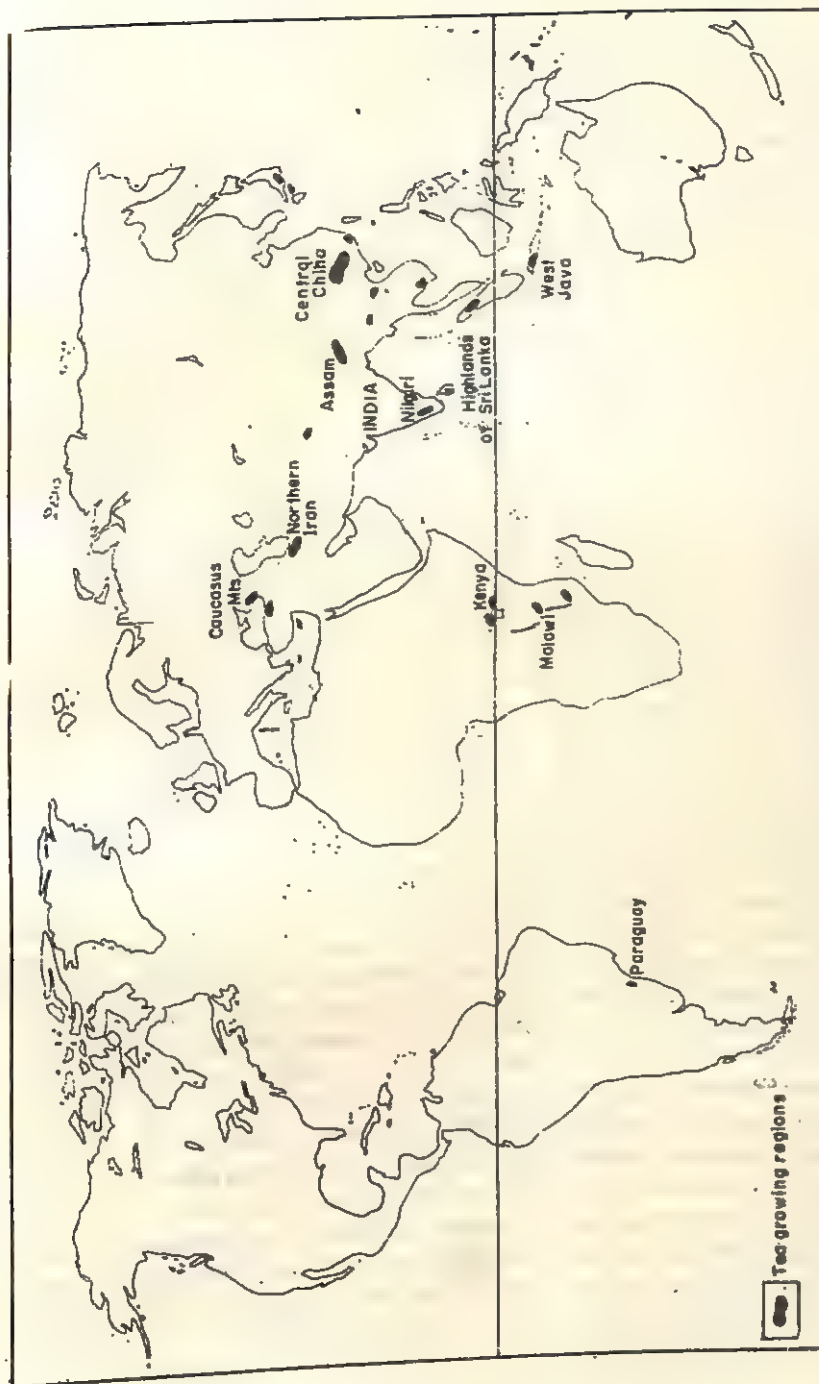 Central
China
Assam
INDIA
Nilgiri
Highlands
of Sri Lanka
West
Java
Northern
Iran
Caucasus
Mts.
Kenya
Malawi
Paraguay
Tea growing regions